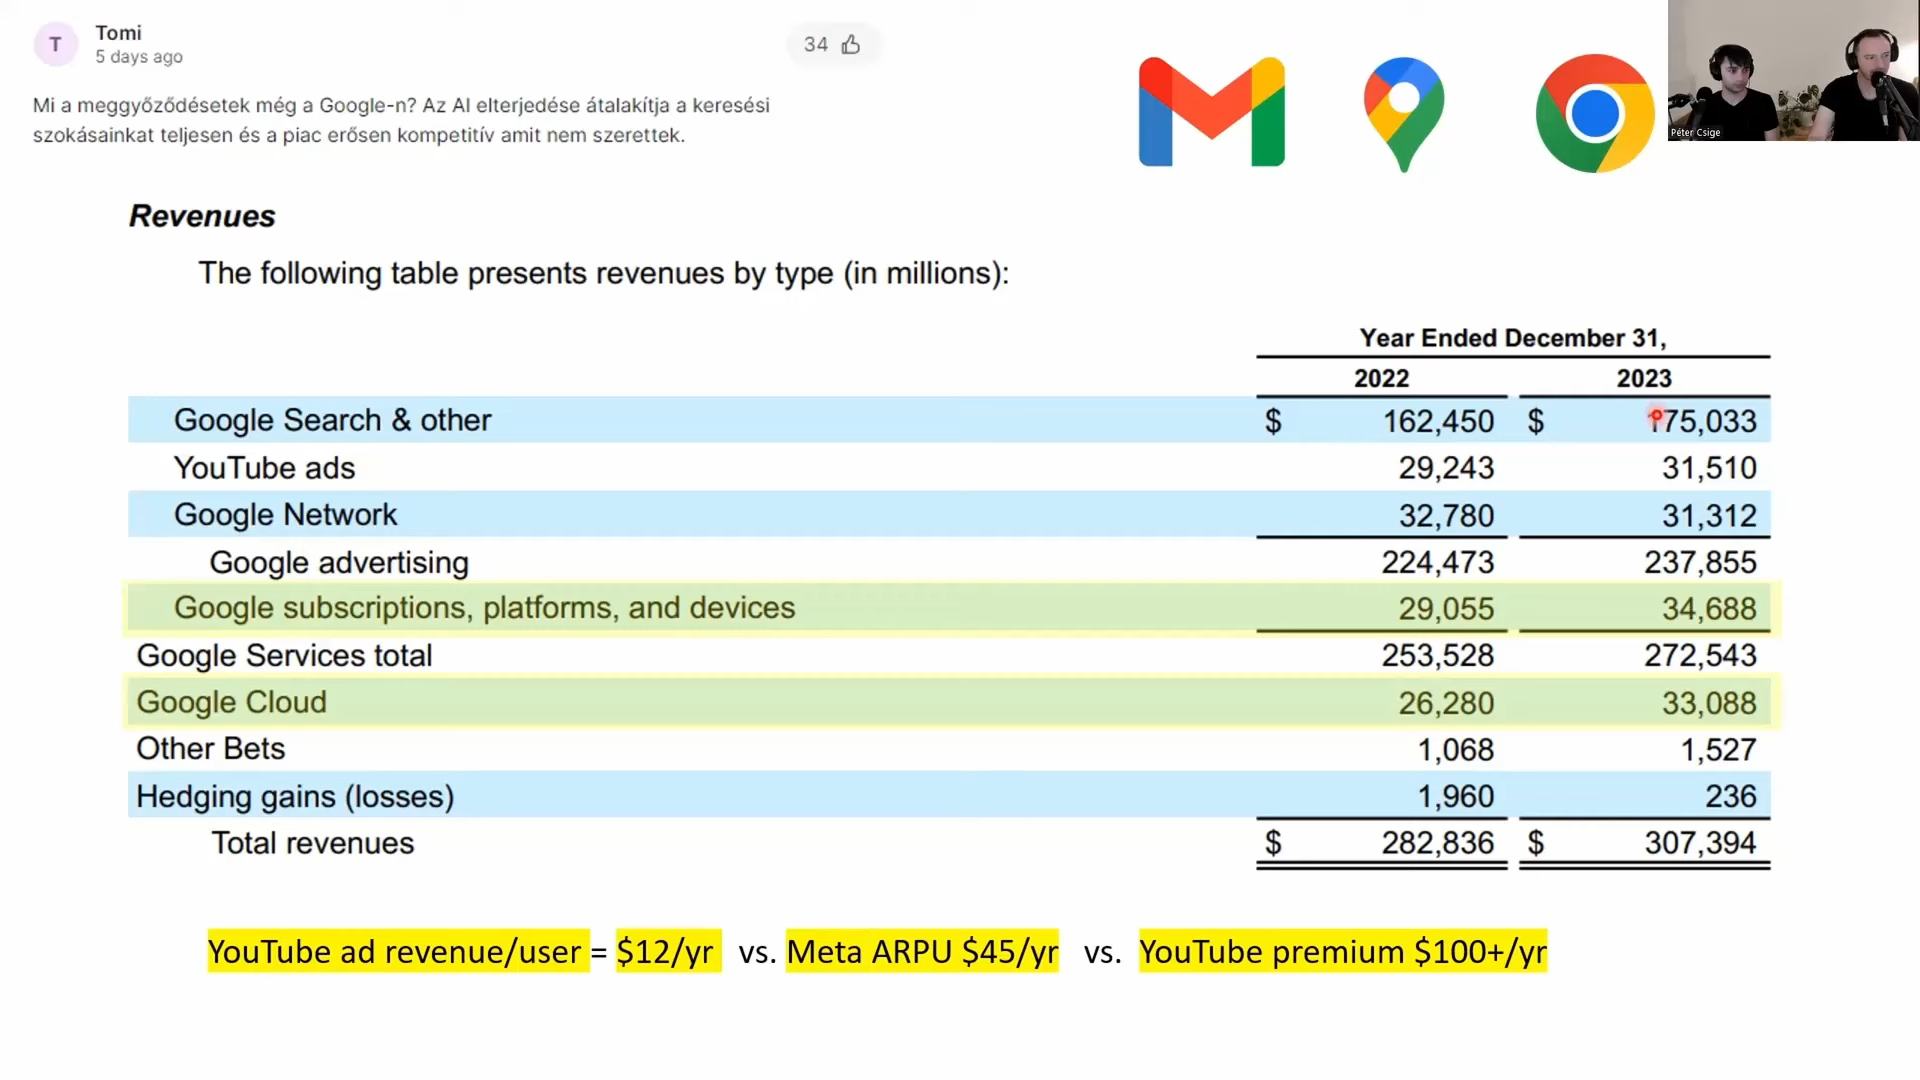 T
Tomi
5 days ago
34
Mi a meggyőződésetek még a Google-n? Az AI elterjedése átalakítja a keresési
szokásainkat teljesen és a piac erősen kompetitív amit nem szerettek.
Péter Csige
Revenues
The following table presents revenues by type (in millions):
Year Ended December 31,
2022 2023
Google Search & other $ 162,450 $ 175,033
YouTube ads 29,243 31,510
Google Network 32,780 31,312
Google advertising 224,473 237,855
Google subscriptions, platforms, and devices 29,055 34,688
Google Services total 253,528 272,543
Google Cloud 26,280 33,088
Other Bets 1,068 1,527
Hedging gains (losses) 1,960 236
Total revenues $ 282,836 $ 307,394
YouTube ad revenue/user = $12/yr vs. Meta ARPU $45/yr vs. YouTube premium $100+/yr